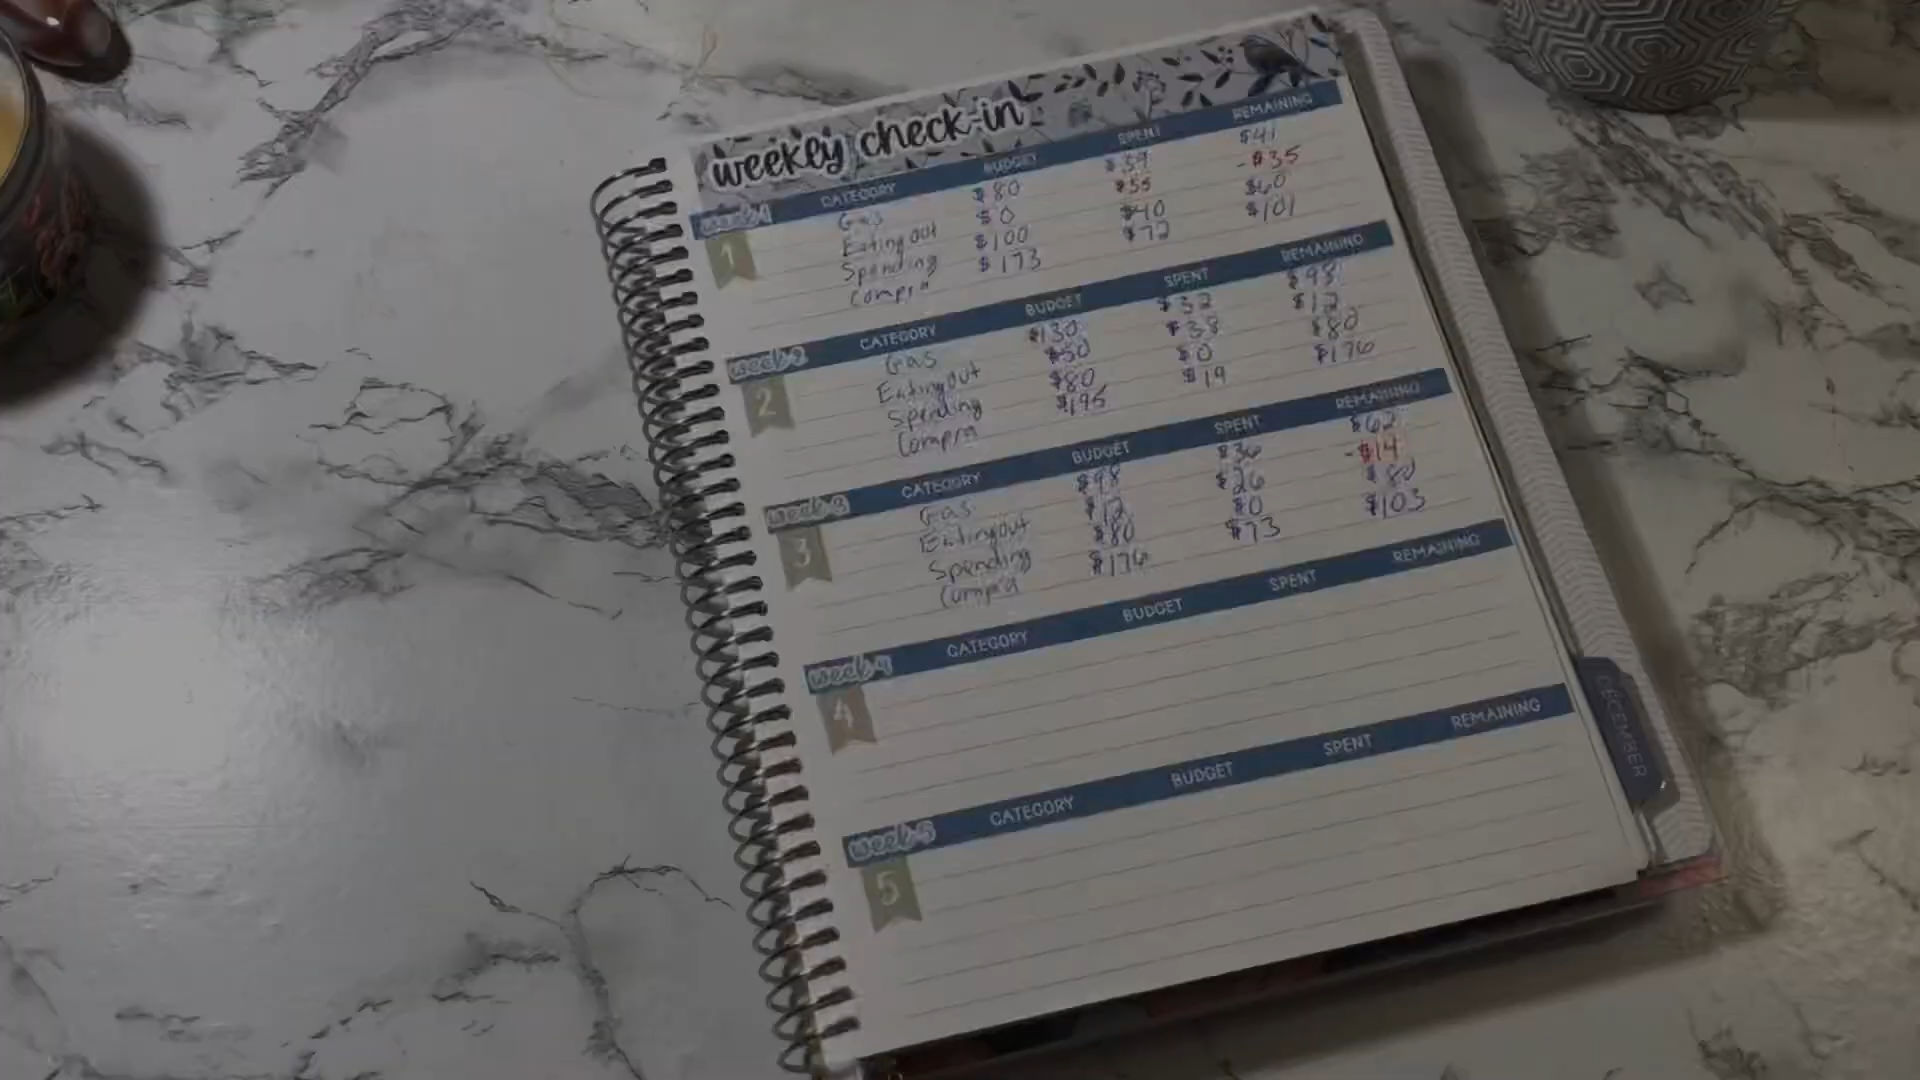 weekly check-in
week 1 CATEGORY BUDGET SPENT REMAINING
1 Gas $80 $39 $41
Eating out $0 $35 -$35
Spending $100 $40 $60
Compra $173 $72 $101
week 2 CATEGORY BUDGET SPENT REMAINING
2 Gas $130 $32 $98
Eating out $50 $38 $12
Spending $80 $0 $80
Compra $195 $19 $176
week 3 CATEGORY BUDGET SPENT REMAINING
3 Gas $98 $36 $62
Eating out $12 $26 -$14
Spending $80 $0 $80
Compra $176 $73 $103
week 4 CATEGORY BUDGET SPENT REMAINING
4
week 5 CATEGORY BUDGET SPENT REMAINING
5
DECEMBER